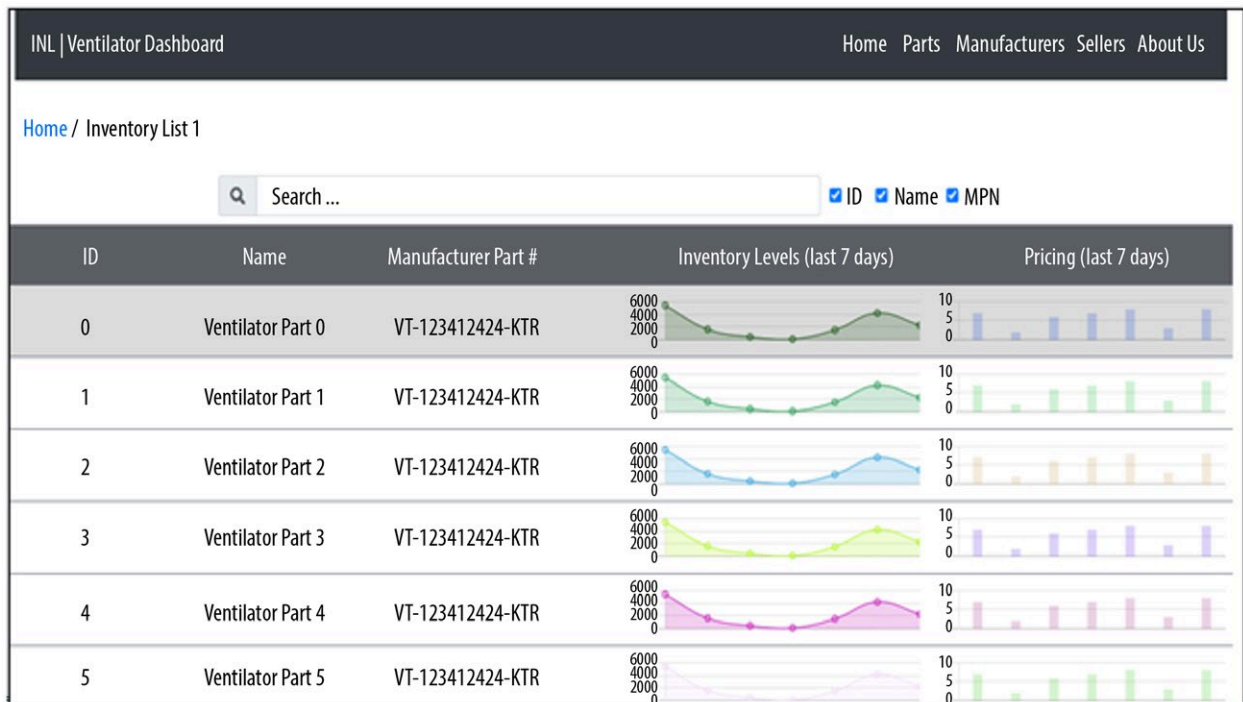 INL | Ventilator Dashboard Home Parts Manufacturers Sellers About Us
Home / Inventory List 1
Search ... ID Name MPN
ID Name Manufacturer Part # Inventory Levels (last 7 days) Pricing (last 7 days)
6000 10
4000
0 Ventilator Part 0 VT-123412424-KTR 2000 5
0 0
6000 10
4000
1 Ventilator Part 1 VT-123412424-KTR 2000 5
0 0
6000 10
4000
2 Ventilator Part 2 VT-123412424-KTR 2000 5
0 0
6000 10
4000
3 Ventilator Part 3 VT-123412424-KTR 2000 5
0 0
6000 10
4000
4 Ventilator Part 4 VT-123412424-KTR 2000 5
0 0
6000 10
4000
5 Ventilator Part 5 VT-123412424-KTR 2000 5
0 0